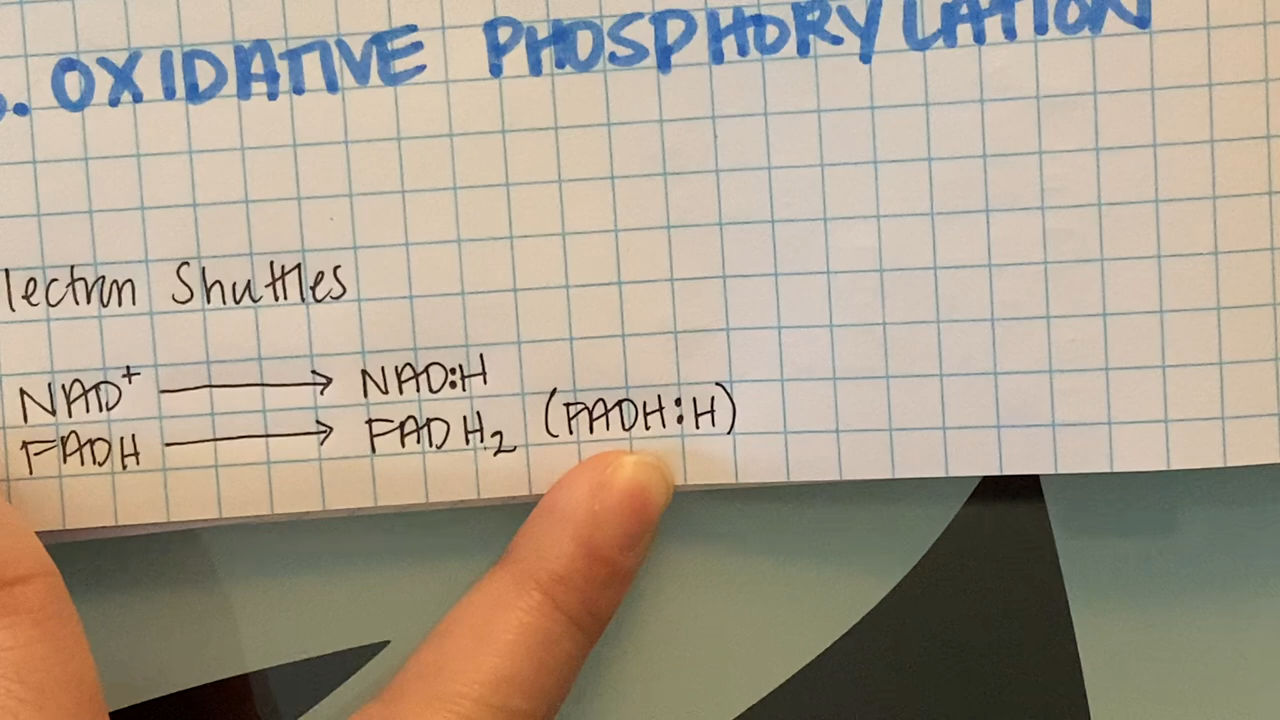 . OXIDATIVE PHOSPHORYLATION
lectron Shuttles
NAD⁺ → NAD:H
FADH → FADH₂ (FADH:H)